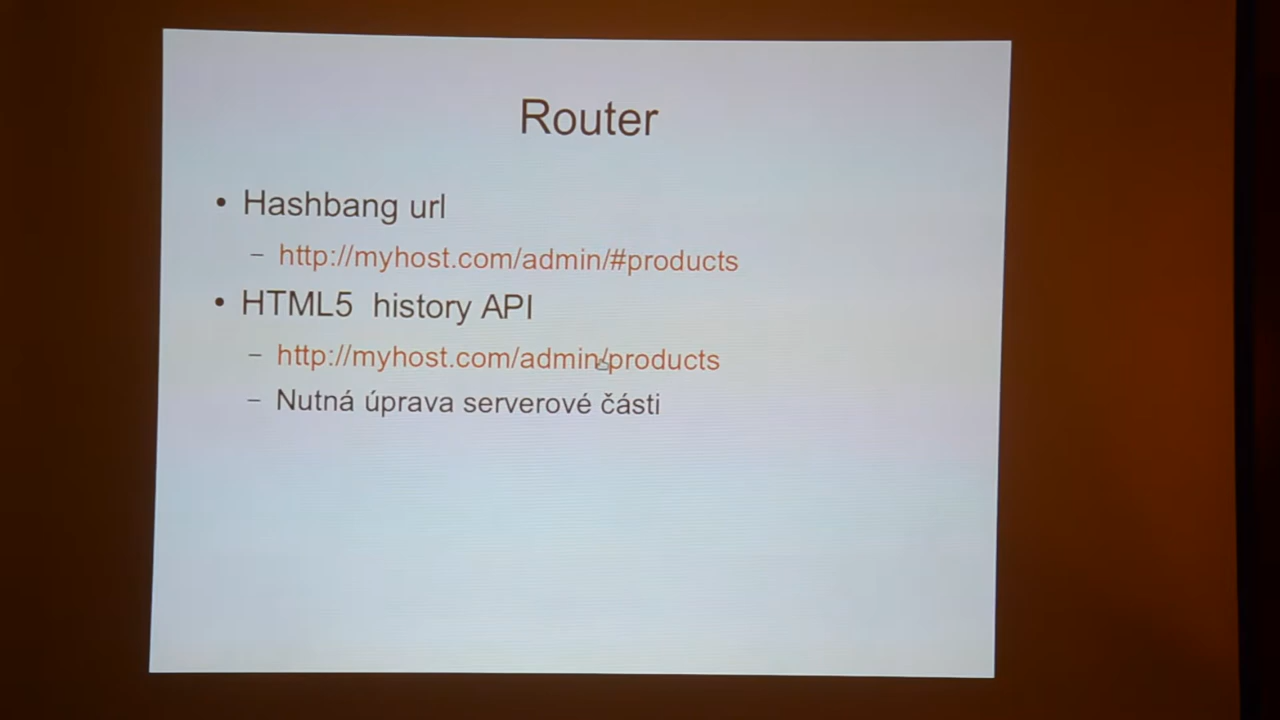 Router
• Hashbang url
– http://myhost.com/admin/#products
• HTML5 history API
– http://myhost.com/admin/products
– Nutná úprava serverové části